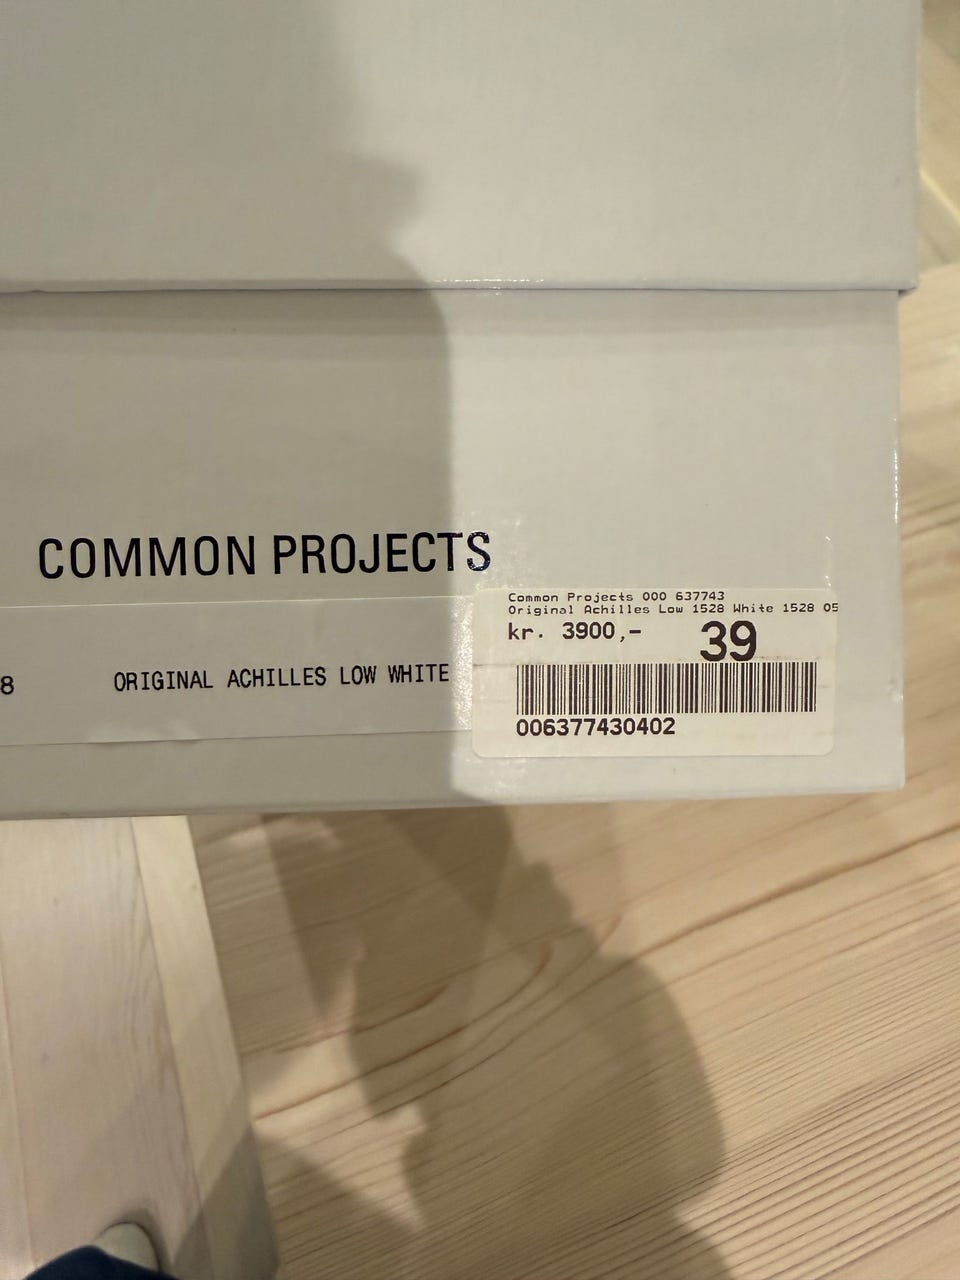 COMMON PROJECTS
Common Projects 000 637743
Original Achilles Low 1528 White 1528 05
kr. 3900,- 39
8 ORIGINAL ACHILLES LOW WHITE
006377430402